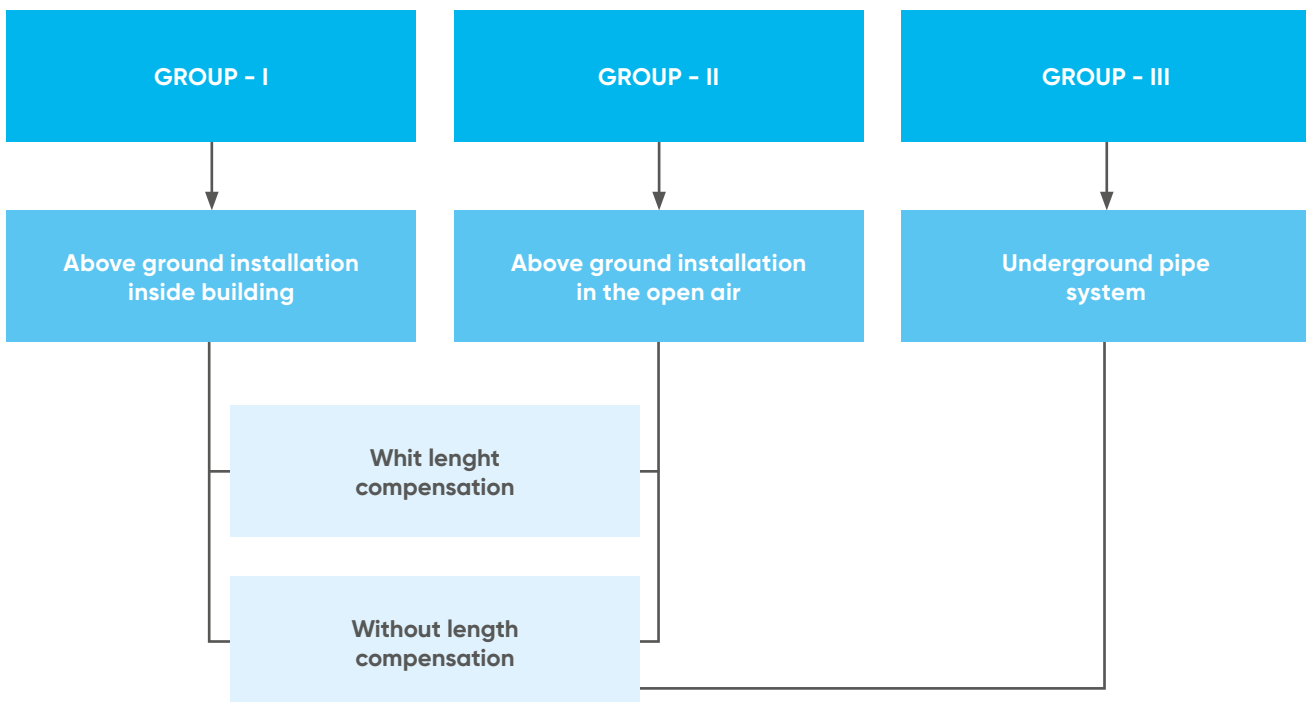 GROUP - I
GROUP - II
GROUP - III
Above ground installation
inside building
Above ground installation
in the open air
Underground pipe
system
Whit lenght
compensation
Without length
compensation